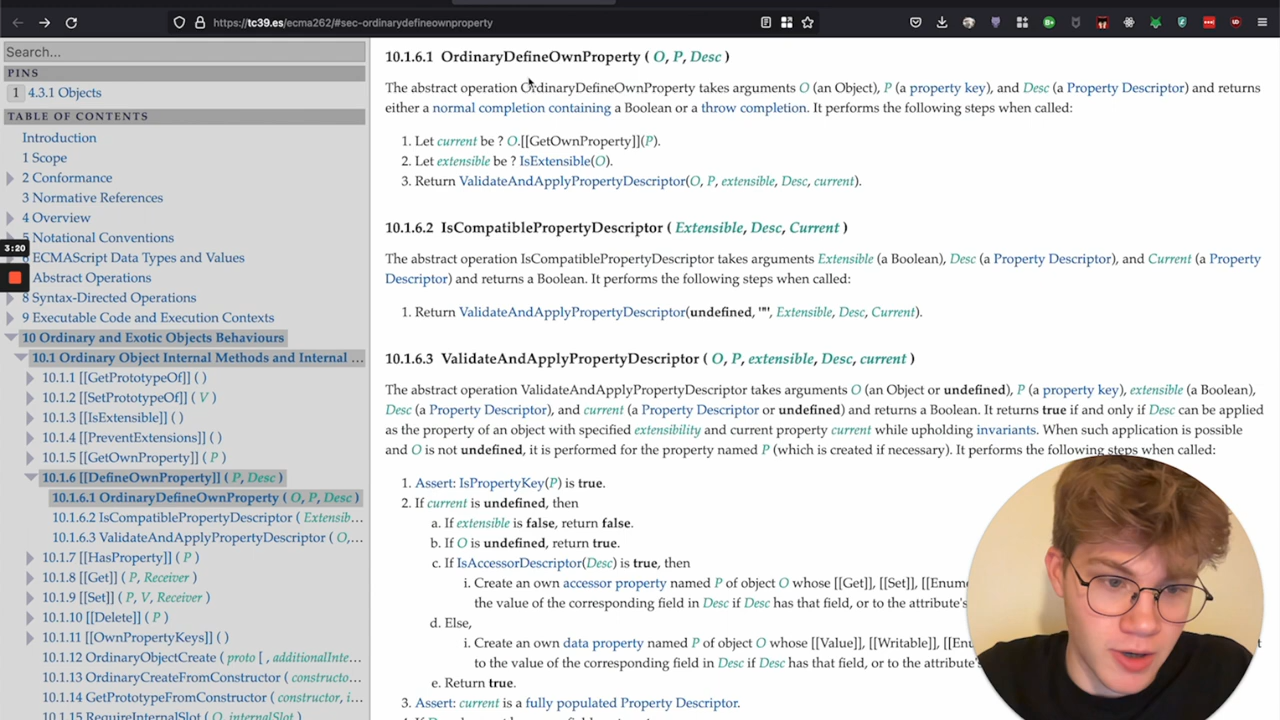 https://tc39.es/ecma262/#sec-ordinarydefineownproperty
Search...
PINS
1 4.3.1 Objects
TABLE OF CONTENTS
Introduction
1 Scope
2 Conformance
3 Normative References
4 Overview
5 Notational Conventions
3:20
ECMAScript Data Types and Values
Abstract Operations
8 Syntax-Directed Operations
9 Executable Code and Execution Contexts
10 Ordinary and Exotic Objects Behaviours
10.1 Ordinary Object Internal Methods and Internal …
10.1.1 [[GetPrototypeOf]] ( )
10.1.2 [[SetPrototypeOf]] ( V )
10.1.3 [[IsExtensible]] ( )
10.1.4 [[PreventExtensions]] ( )
10.1.5 [[GetOwnProperty]] ( P )
10.1.6 [[DefineOwnProperty]] ( P, Desc )
10.1.6.1 OrdinaryDefineOwnProperty ( O, P, Desc )
10.1.6.2 IsCompatiblePropertyDescriptor ( Extensib…
10.1.6.3 ValidateAndApplyPropertyDescriptor ( O,…
10.1.7 [[HasProperty]] ( P )
10.1.8 [[Get]] ( P, Receiver )
10.1.9 [[Set]] ( P, V, Receiver )
10.1.10 [[Delete]] ( P )
10.1.11 [[OwnPropertyKeys]] ( )
10.1.12 OrdinaryObjectCreate ( proto [ , additionalInte…
10.1.13 OrdinaryCreateFromConstructor ( constructo…
10.1.14 GetPrototypeFromConstructor ( constructor, i…
10.1.15 RequireInternalSlot ( O, internalSlot )
10.1.6.1 OrdinaryDefineOwnProperty ( O, P, Desc )
The abstract operation OrdinaryDefineOwnProperty takes arguments O (an Object), P (a property key), and Desc (a Property Descriptor) and returns
either a normal completion containing a Boolean or a throw completion. It performs the following steps when called:
1. Let current be ? O.[[GetOwnProperty]](P).
2. Let extensible be ? IsExtensible(O).
3. Return ValidateAndApplyPropertyDescriptor(O, P, extensible, Desc, current).
10.1.6.2 IsCompatiblePropertyDescriptor ( Extensible, Desc, Current )
The abstract operation IsCompatiblePropertyDescriptor takes arguments Extensible (a Boolean), Desc (a Property Descriptor), and Current (a Property
Descriptor) and returns a Boolean. It performs the following steps when called:
1. Return ValidateAndApplyPropertyDescriptor(undefined, "", Extensible, Desc, Current).
10.1.6.3 ValidateAndApplyPropertyDescriptor ( O, P, extensible, Desc, current )
The abstract operation ValidateAndApplyPropertyDescriptor takes arguments O (an Object or undefined), P (a property key), extensible (a Boolean),
Desc (a Property Descriptor), and current (a Property Descriptor or undefined) and returns a Boolean. It returns true if and only if Desc can be applied
as the property of an object with specified extensibility and current property current while upholding invariants. When such application is possible
and O is not undefined, it is performed for the property named P (which is created if necessary). It performs the following steps when called:
1. Assert: IsPropertyKey(P) is true.
2. If current is undefined, then
a. If extensible is false, return false.
b. If O is undefined, return true.
c. If IsAccessorDescriptor(Desc) is true, then
i. Create an own accessor property named P of object O whose [[Get]], [[Set]], [[Enume
the value of the corresponding field in Desc if Desc has that field, or to the attribute's
d. Else,
i. Create an own data property named P of object O whose [[Value]], [[Writable]], [[Enu
to the value of the corresponding field in Desc if Desc has that field, or to the attribute's
e. Return true.
3. Assert: current is a fully populated Property Descriptor.